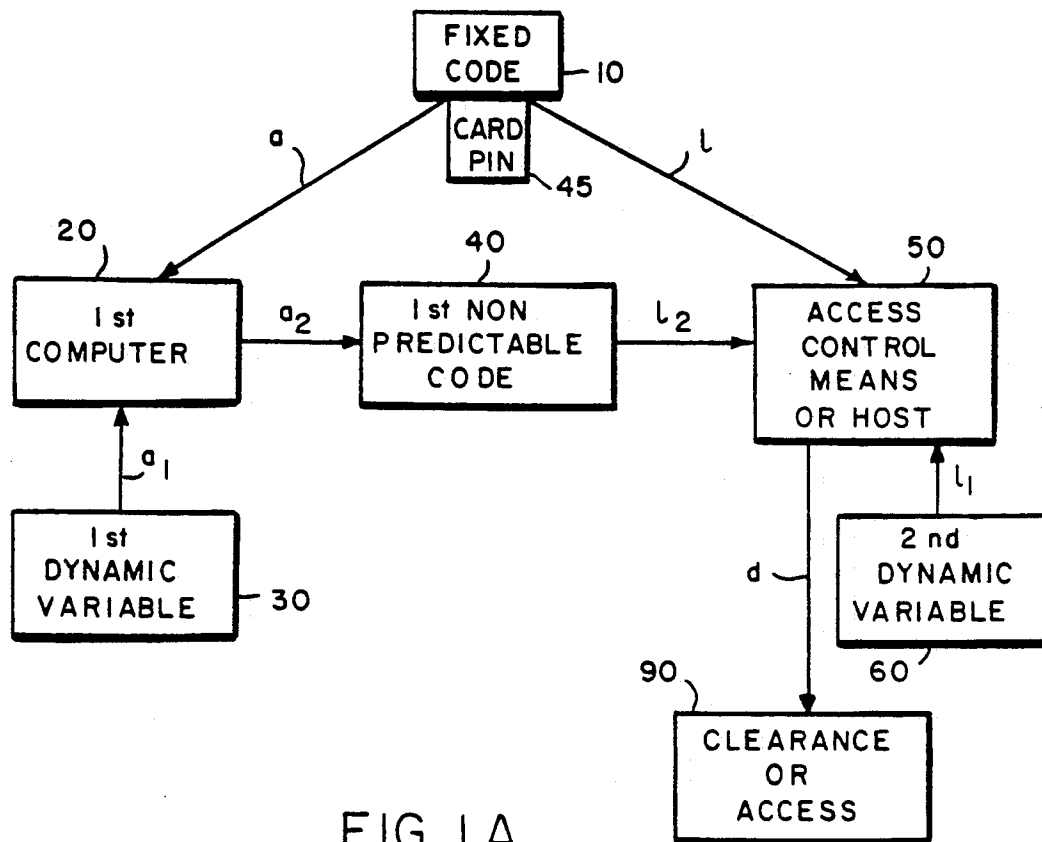 FIXED
CODE
10
CARD
PIN
45
a
l
20
1st
COMPUTER
a2
40
1st NON
PREDICTABLE
CODE
l2
50
ACCESS
CONTROL
MEANS
OR HOST
a1
l1
1st
DYNAMIC
VARIABLE
30
d
2nd
DYNAMIC
VARIABLE
60
90
CLEARANCE
OR
ACCESS
FIG. 1A